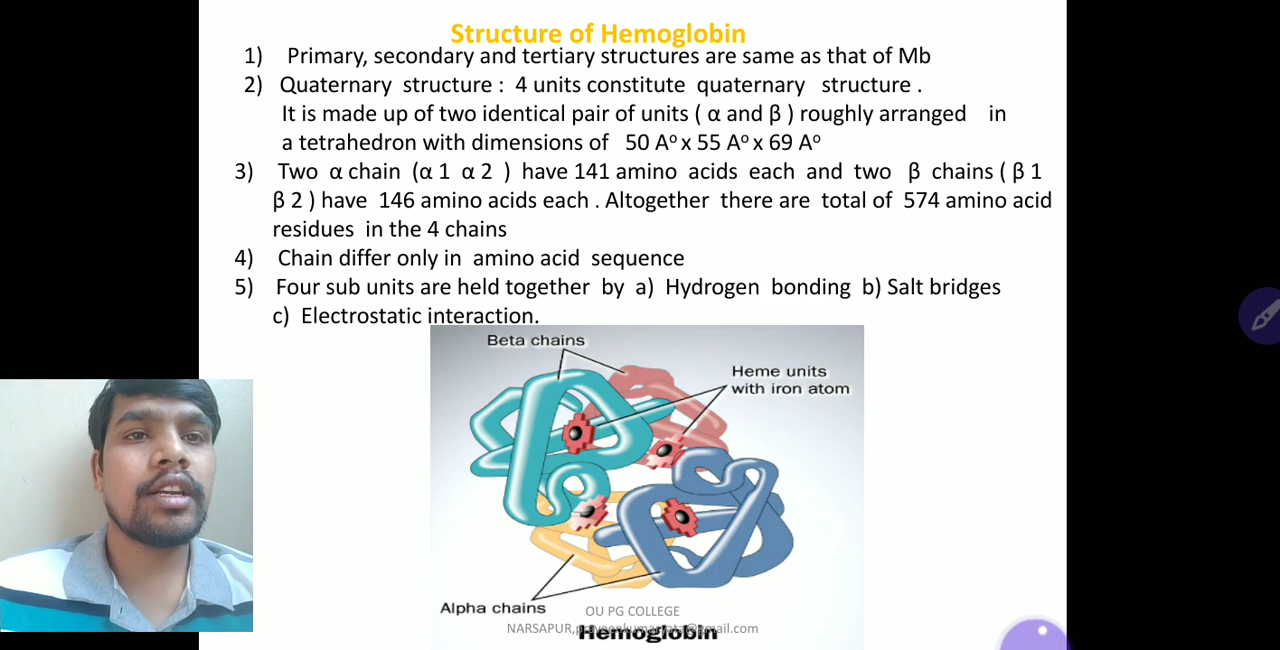 Structure of Hemoglobin
1) Primary, secondary and tertiary structures are same as that of Mb
2) Quaternary structure : 4 units constitute quaternary structure .
It is made up of two identical pair of units ( α and β ) roughly arranged in
a tetrahedron with dimensions of 50 Aº x 55 Aº x 69 Aº
3) Two α chain (α 1 α 2 ) have 141 amino acids each and two β chains ( β 1
β 2 ) have 146 amino acids each . Altogether there are total of 574 amino acid
residues in the 4 chains
4) Chain differ only in amino acid sequence
5) Four sub units are held together by a) Hydrogen bonding b) Salt bridges
c) Electrostatic interaction.
Beta chains
Heme units
with iron atom
Alpha chains
OU PG COLLEGE
NARSAPUR,
Hemoglobin